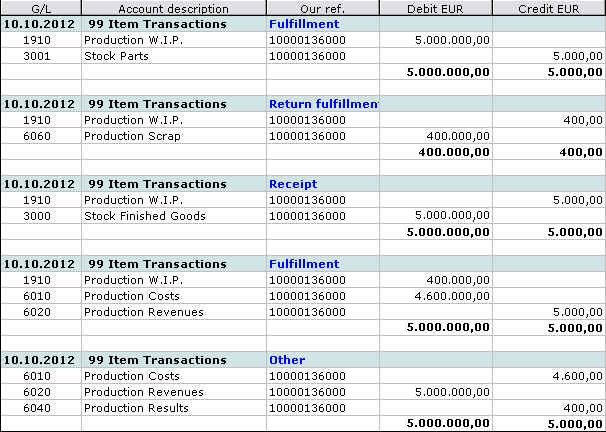 G/L Account description Our ref. Debit EUR Credit EUR
10.10.2012 99 Item Transactions Fulfillment
1910 Production W.I.P. 10000136000 5.000.000,00
3001 Stock Parts 10000136000 5.000,00
5.000.000,00 5.000,00
10.10.2012 99 Item Transactions Return fulfillmen
1910 Production W.I.P. 10000136000 400,00
6060 Production Scrap 10000136000 400.000,00
400.000,00 400,00
10.10.2012 99 Item Transactions Receipt
1910 Production W.I.P. 10000136000 5.000,00
3000 Stock Finished Goods 10000136000 5.000.000,00
5.000.000,00 5.000,00
10.10.2012 99 Item Transactions Fulfillment
1910 Production W.I.P. 10000136000 400.000,00
6010 Production Costs 10000136000 4.600.000,00
6020 Production Revenues 10000136000 5.000,00
5.000.000,00 5.000,00
10.10.2012 99 Item Transactions Other
6010 Production Costs 10000136000 4.600,00
6020 Production Revenues 10000136000 5.000.000,00
6040 Production Results 10000136000 400,00
5.000.000,00 5.000,00